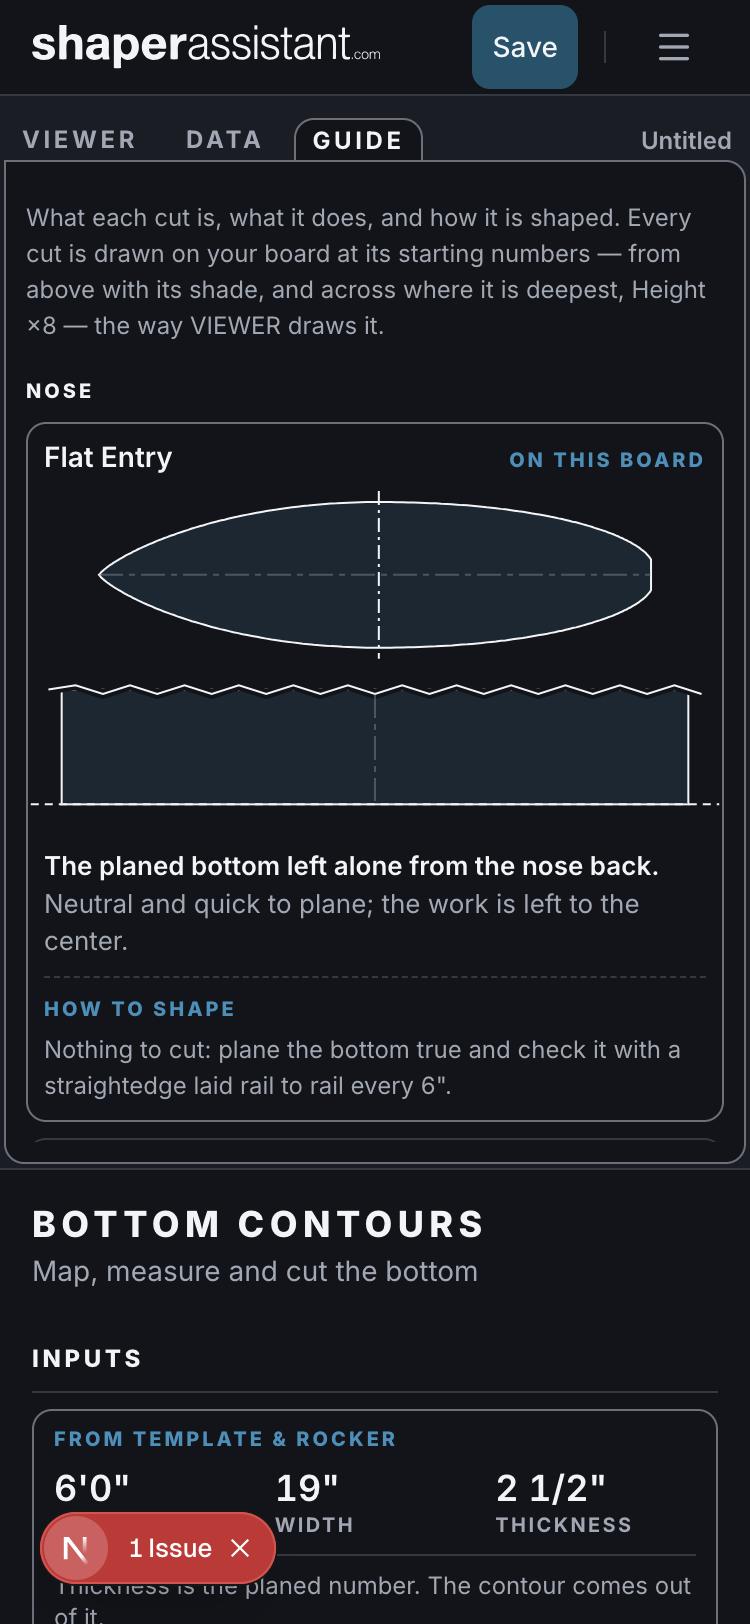 shaperassistant.com
Save
VIEWER
DATA
GUIDE
Untitled
What each cut is, what it does, and how it is shaped. Every
cut is drawn on your board at its starting numbers — from
above with its shade, and across where it is deepest, Height
×8 — the way VIEWER draws it.
NOSE
Flat Entry
ON THIS BOARD
The planed bottom left alone from the nose back.
Neutral and quick to plane; the work is left to the
center.
HOW TO SHAPE
Nothing to cut: plane the bottom true and check it with a
straightedge laid rail to rail every 6".
BOTTOM CONTOURS
Map, measure and cut the bottom
INPUTS
FROM TEMPLATE & ROCKER
6'0"
19"
2 1/2"
WIDTH
THICKNESS
N
1 Issue
Thickness is the planed number. The contour comes out
of it.